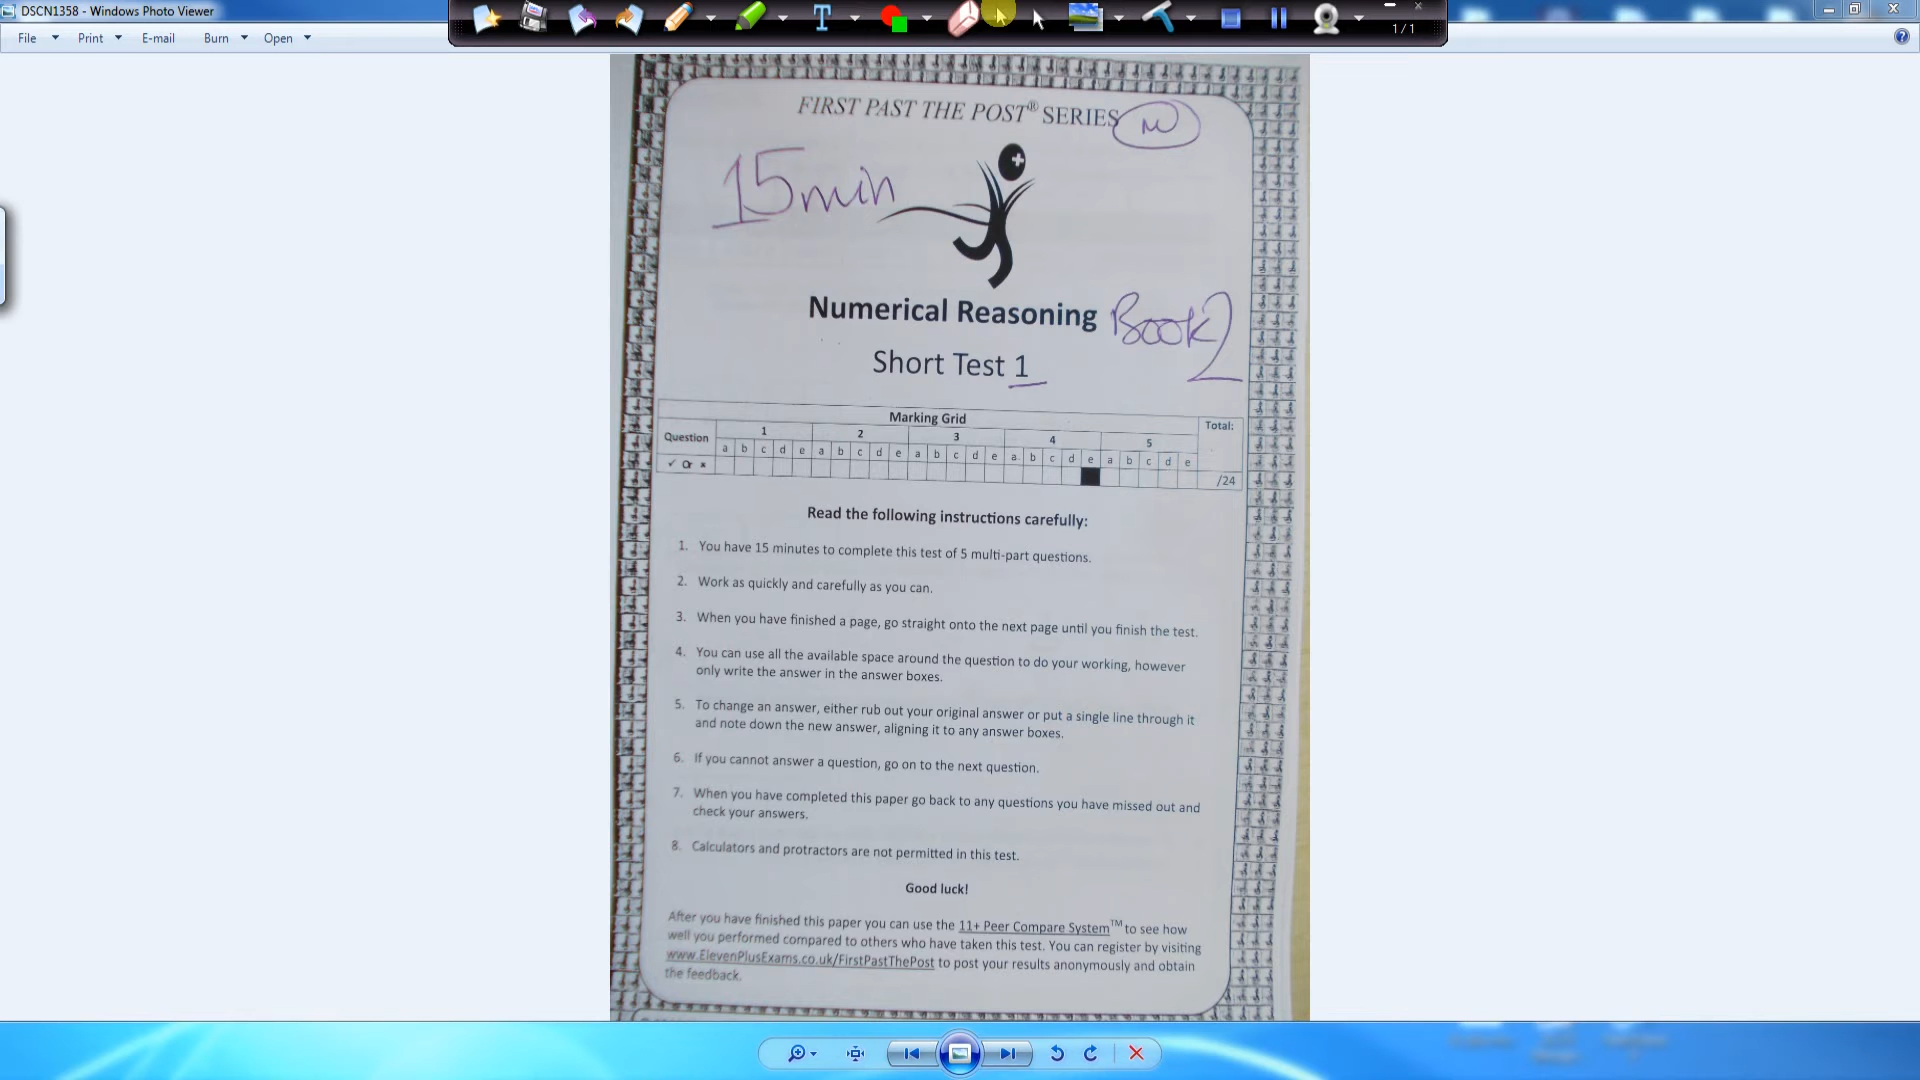 DSCN1358 - Windows Photo Viewer
File Print E-mail Burn Open
1/1
FIRST PAST THE POST® SERIES
15min
Numerical Reasoning Book 2
Short Test 1
Marking Grid
Question 1 2 3 4 5 Total:
a b c d e a b c d e a b c d e a b c d e a b c d e
✓ Or × /24
Read the following instructions carefully:
1. You have 15 minutes to complete this test of 5 multi-part questions.
2. Work as quickly and carefully as you can.
3. When you have finished a page, go straight onto the next page until you finish the test.
4. You can use all the available space around the question to do your working, however
only write the answer in the answer boxes.
5. To change an answer, either rub out your original answer or put a single line through it
and note down the new answer, aligning it to any answer boxes.
6. If you cannot answer a question, go on to the next question.
7. When you have completed this paper go back to any questions you have missed out and
check your answers.
8. Calculators and protractors are not permitted in this test.
Good luck!
After you have finished this paper you can use the 11+ Peer Compare System™ to see how
well you performed compared to others who have taken this test. You can register by visiting
www.ElevenPlusExams.co.uk/FirstPastThePost to post your results anonymously and obtain
the feedback.